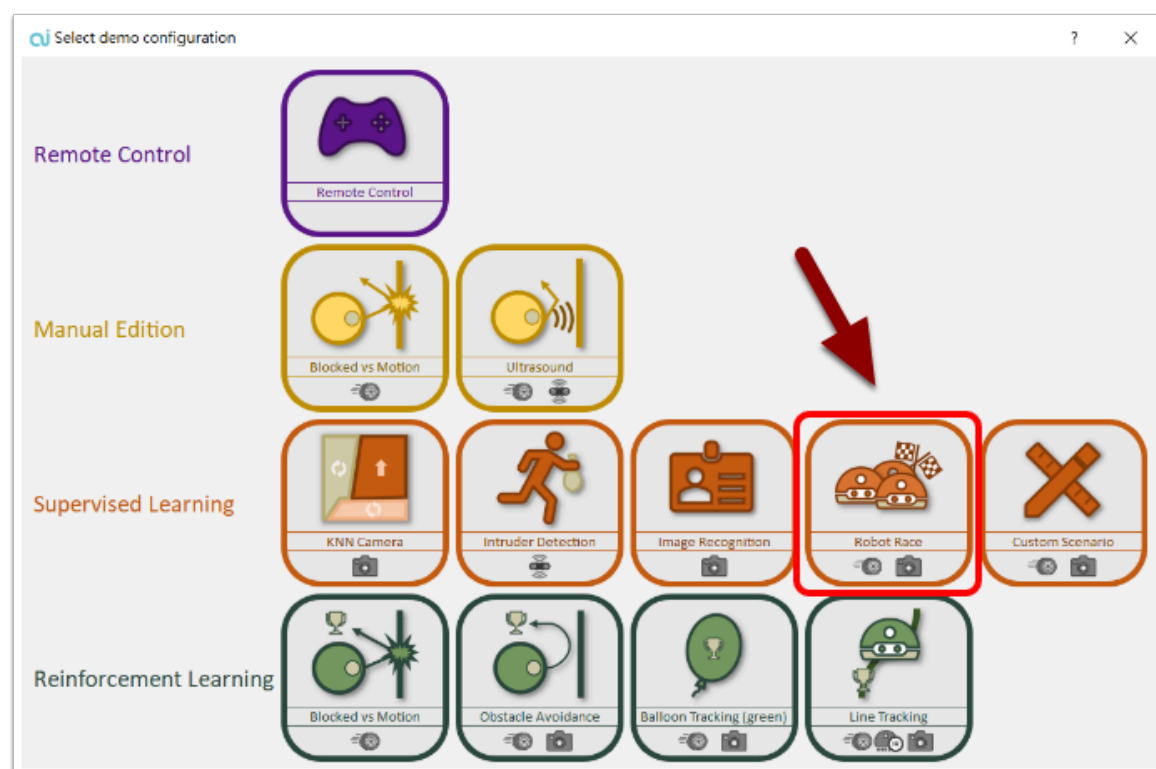 Select demo configuration
Remote Control
Remote Control
Manual Edition
Blocked vs Motion
Ultrasound
Supervised Learning
KNN Camera
Intruder Detection
Image Recognition
Robot Race
Custom Scenario
Reinforcement Learning
Blocked vs Motion
Obstacle Avoidance
Balloon Tracking (green)
Line Tracking